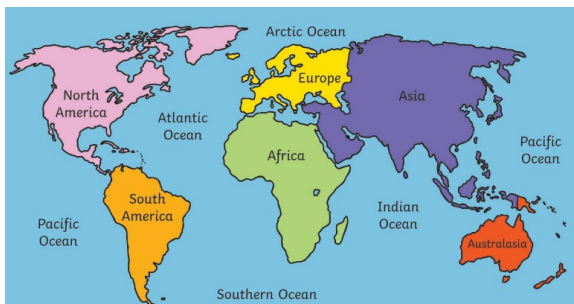 Arctic Ocean
North
America
Europe
Asia
Atlantic
Ocean
Pacific
Ocean
Africa
South
America
Pacific
Ocean
Indian
Ocean
Australasia
Southern Ocean